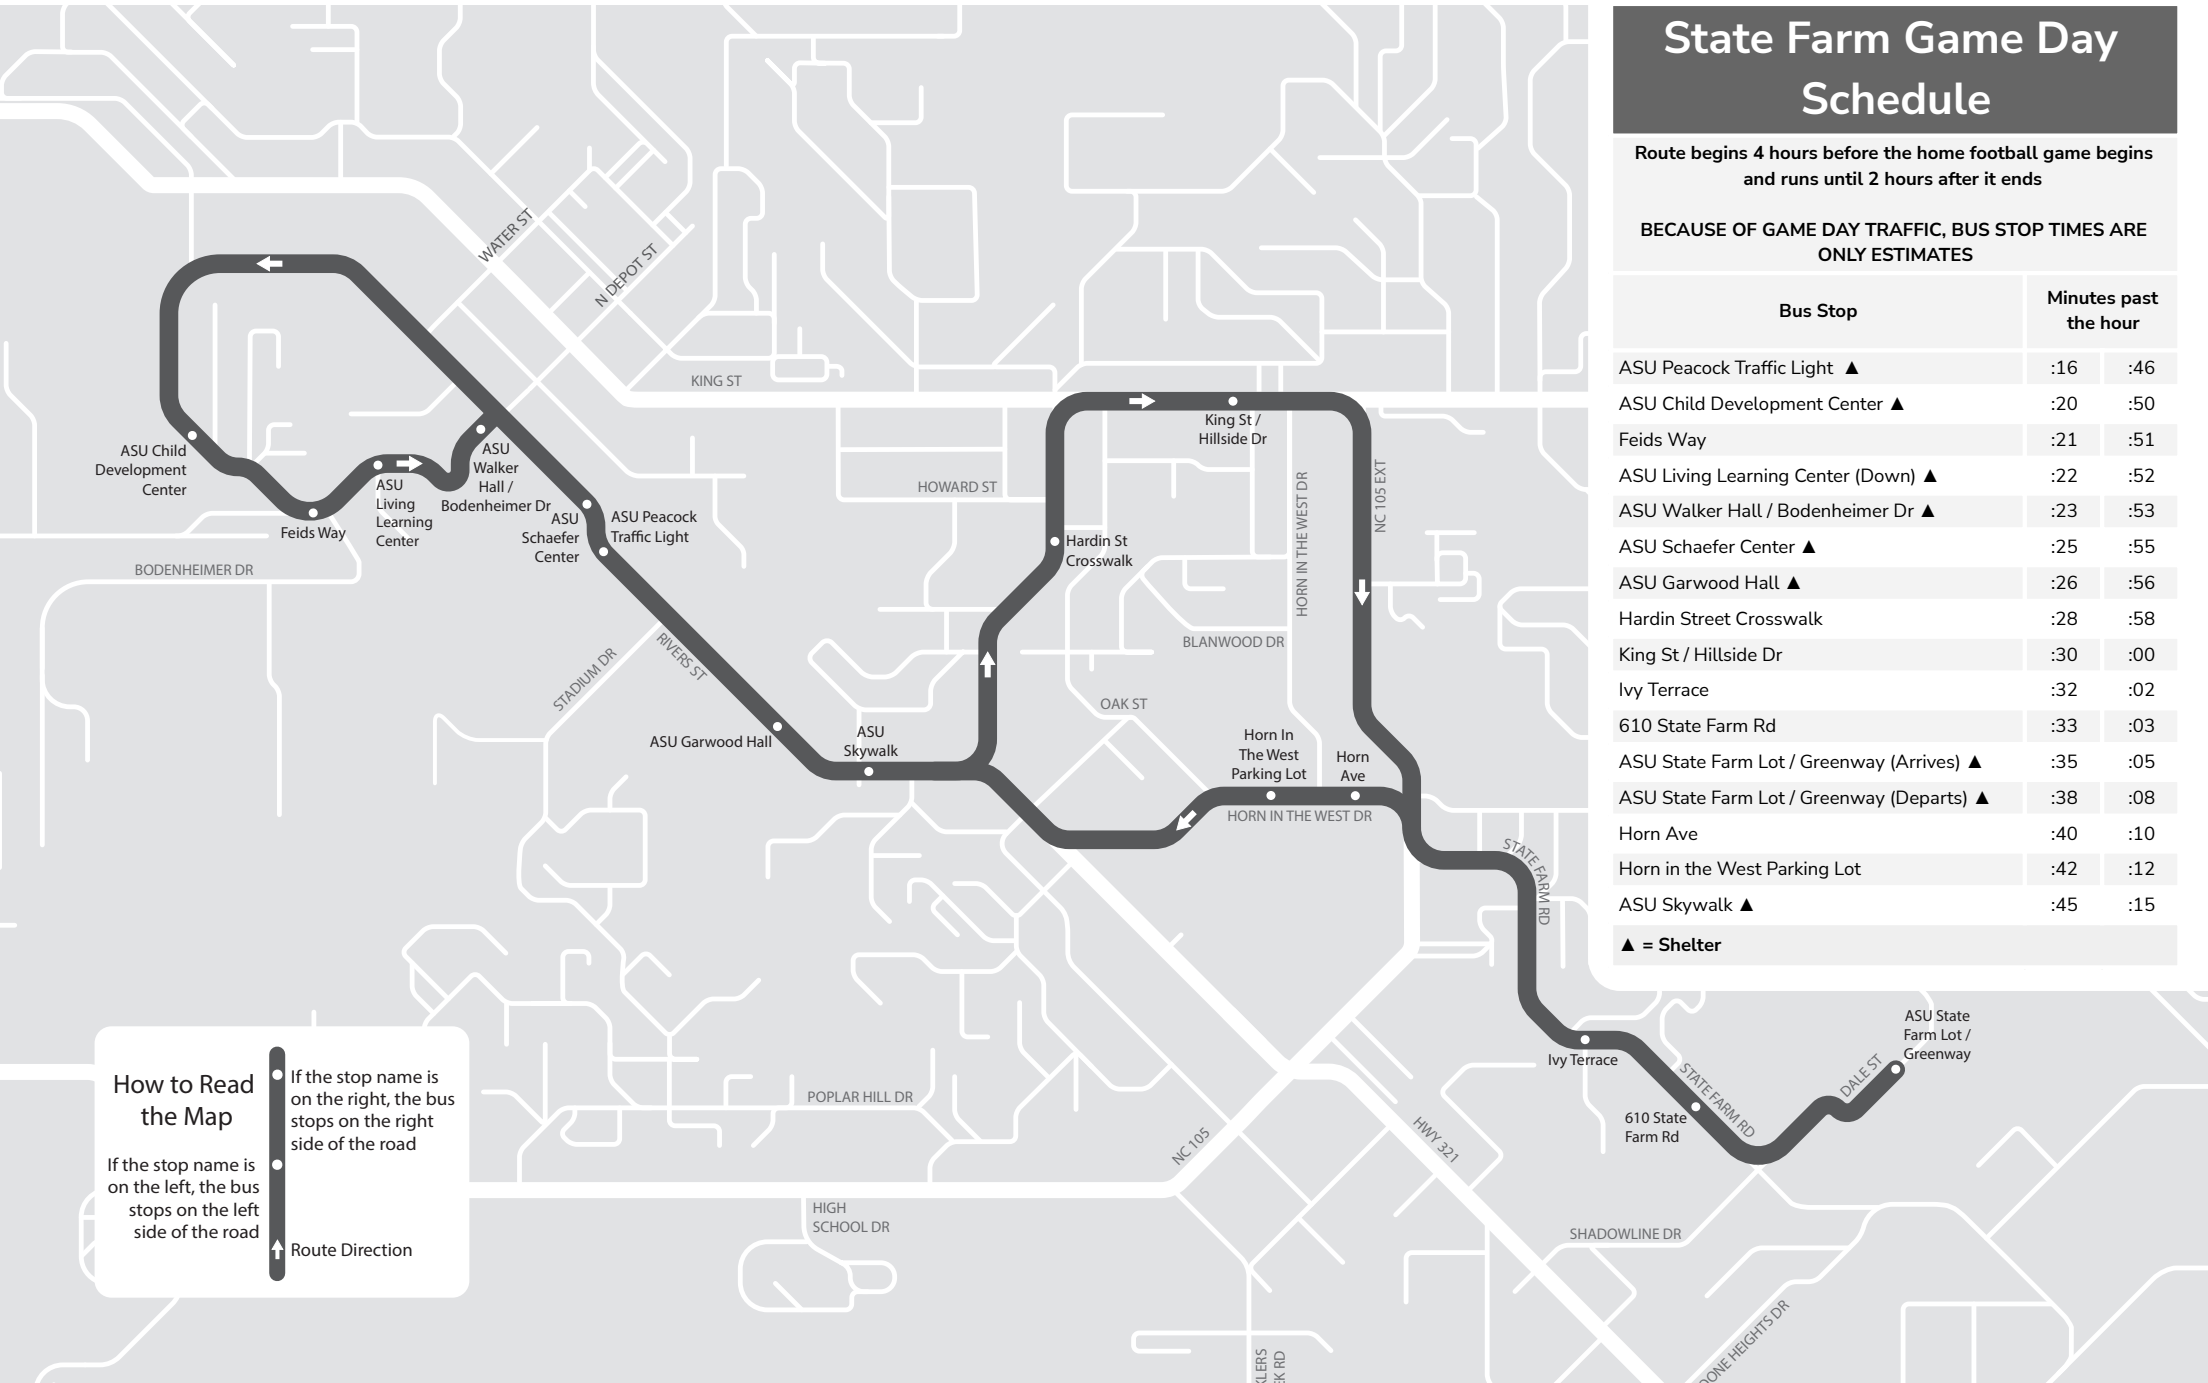 State Farm Game Day
Schedule
Route begins 4 hours before the home football game begins
and runs until 2 hours after it ends
BECAUSE OF GAME DAY TRAFFIC, BUS STOP TIMES ARE
ONLY ESTIMATES
Bus Stop
Minutes past
the hour
ASU Peacock Traffic Light ▲ :16 :46
ASU Child Development Center ▲ :20 :50
Feids Way :21 :51
ASU Living Learning Center (Down) ▲ :22 :52
ASU Walker Hall / Bodenheimer Dr ▲ :23 :53
ASU Schaefer Center ▲ :25 :55
ASU Garwood Hall ▲ :26 :56
Hardin Street Crosswalk :28 :58
King St / Hillside Dr :30 :00
Ivy Terrace :32 :02
610 State Farm Rd :33 :03
ASU State Farm Lot / Greenway (Arrives) ▲ :35 :05
ASU State Farm Lot / Greenway (Departs) ▲ :38 :08
Horn Ave :40 :10
Horn in the West Parking Lot :42 :12
ASU Skywalk ▲ :45 :15
▲ = Shelter
WATER ST
N DEPOT ST
KING ST
King St /
Hillside Dr
ASU Child
Development
Center
ASU
Walker
Hall /
Bodenheimer Dr
ASU
Living
Learning
Center
Feids Way
ASU
Schaefer
Center
ASU Peacock
Traffic Light
BODENHEIMER DR
HOWARD ST
Hardin St
Crosswalk
HORN IN THE WEST DR
NC 105 EXT
BLANWOOD DR
STADIUM DR
RIVERS ST
OAK ST
ASU Garwood Hall
ASU
Skywalk
Horn In
The West
Parking Lot
Horn
Ave
HORN IN THE WEST DR
STATE FARM RD
Ivy Terrace
ASU State
Farm Lot /
Greenway
STATE FARM RD
DALE ST
610 State
Farm Rd
POPLAR HILL DR
NC 105
HWY 321
HIGH
SCHOOL DR
SHADOWLINE DR
OONE HEIGHTS DR
KLERS
EK RD
How to Read
the Map
If the stop name is
on the right, the bus
stops on the right
side of the road
If the stop name is
on the left, the bus
stops on the left
side of the road
Route Direction